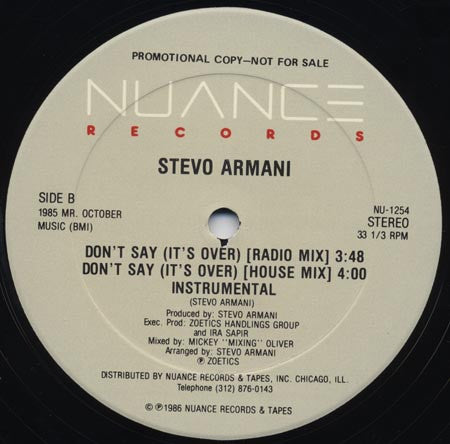 PROMOTIONAL COPY—NOT FOR SALE
NUANCE
RECORDS
STEVO ARMANI
SIDE B
1985 MR. OCTOBER
MUSIC (BMI)
NU-1254
STEREO
33 1/3 RPM
DON'T SAY (IT'S OVER) [RADIO MIX] 3:48
DON'T SAY (IT'S OVER) [HOUSE MIX] 4:00
INSTRUMENTAL
(STEVO ARMANI)
Produced by: STEVO ARMANI
Exec. Prod: ZOETICS HANDLINGS GROUP
and IRA SAPIR
Mixed by: MICKEY "MIXING" OLIVER
Arranged by: STEVO ARMANI
Ⓟ ZOETICS
DISTRIBUTED BY NUANCE RECORDS & TAPES, INC. CHICAGO, ILL.
Telephone (312) 876-0143
© Ⓟ 1986 NUANCE RECORDS & TAPES